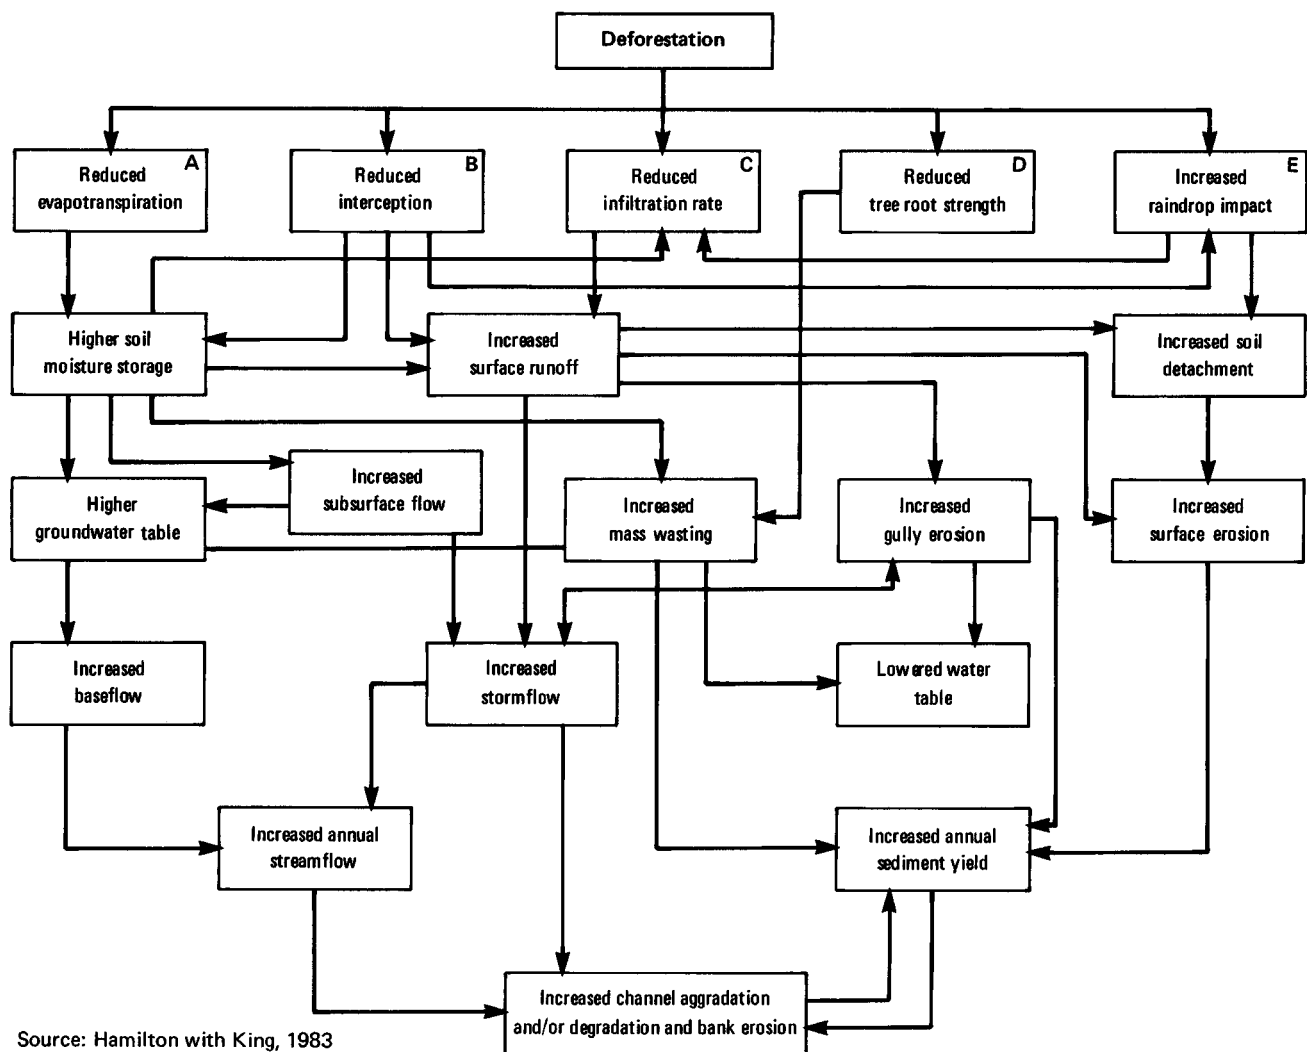 Deforestation
A
Reduced
evapotranspiration
B
Reduced
interception
C
Reduced
infiltration rate
D
Reduced
tree root strength
E
Increased
raindrop impact
Higher soil
moisture storage
Increased
surface runoff
Increased soil
detachment
Increased
subsurface flow
Higher
groundwater table
Increased
mass wasting
Increased
gully erosion
Increased
surface erosion
Increased
baseflow
Increased
stormflow
Lowered water
table
Increased annual
streamflow
Increased annual
sediment yield
Increased channel aggradation
and/or degradation and bank erosion
Source: Hamilton with King, 1983